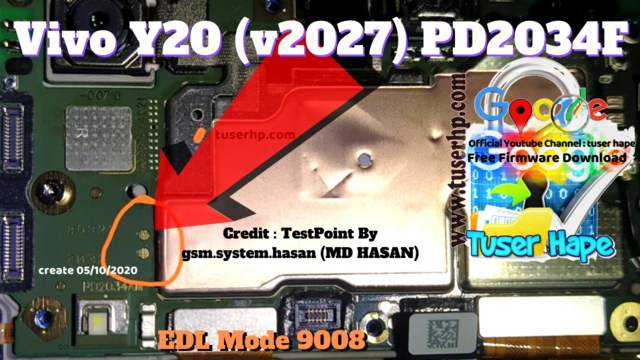 Vivo Y20 (v2027) PD2034F
-00710
R
tuserhp.com
www.tuserhp.com
Google
Official Youtube Channel : tuser hape
Free Firmware Download
Tuser Hape
Credit : TestPoint By
gsm.system.hasan (MD HASAN)
create 05/10/2020
EDL Mode 9008